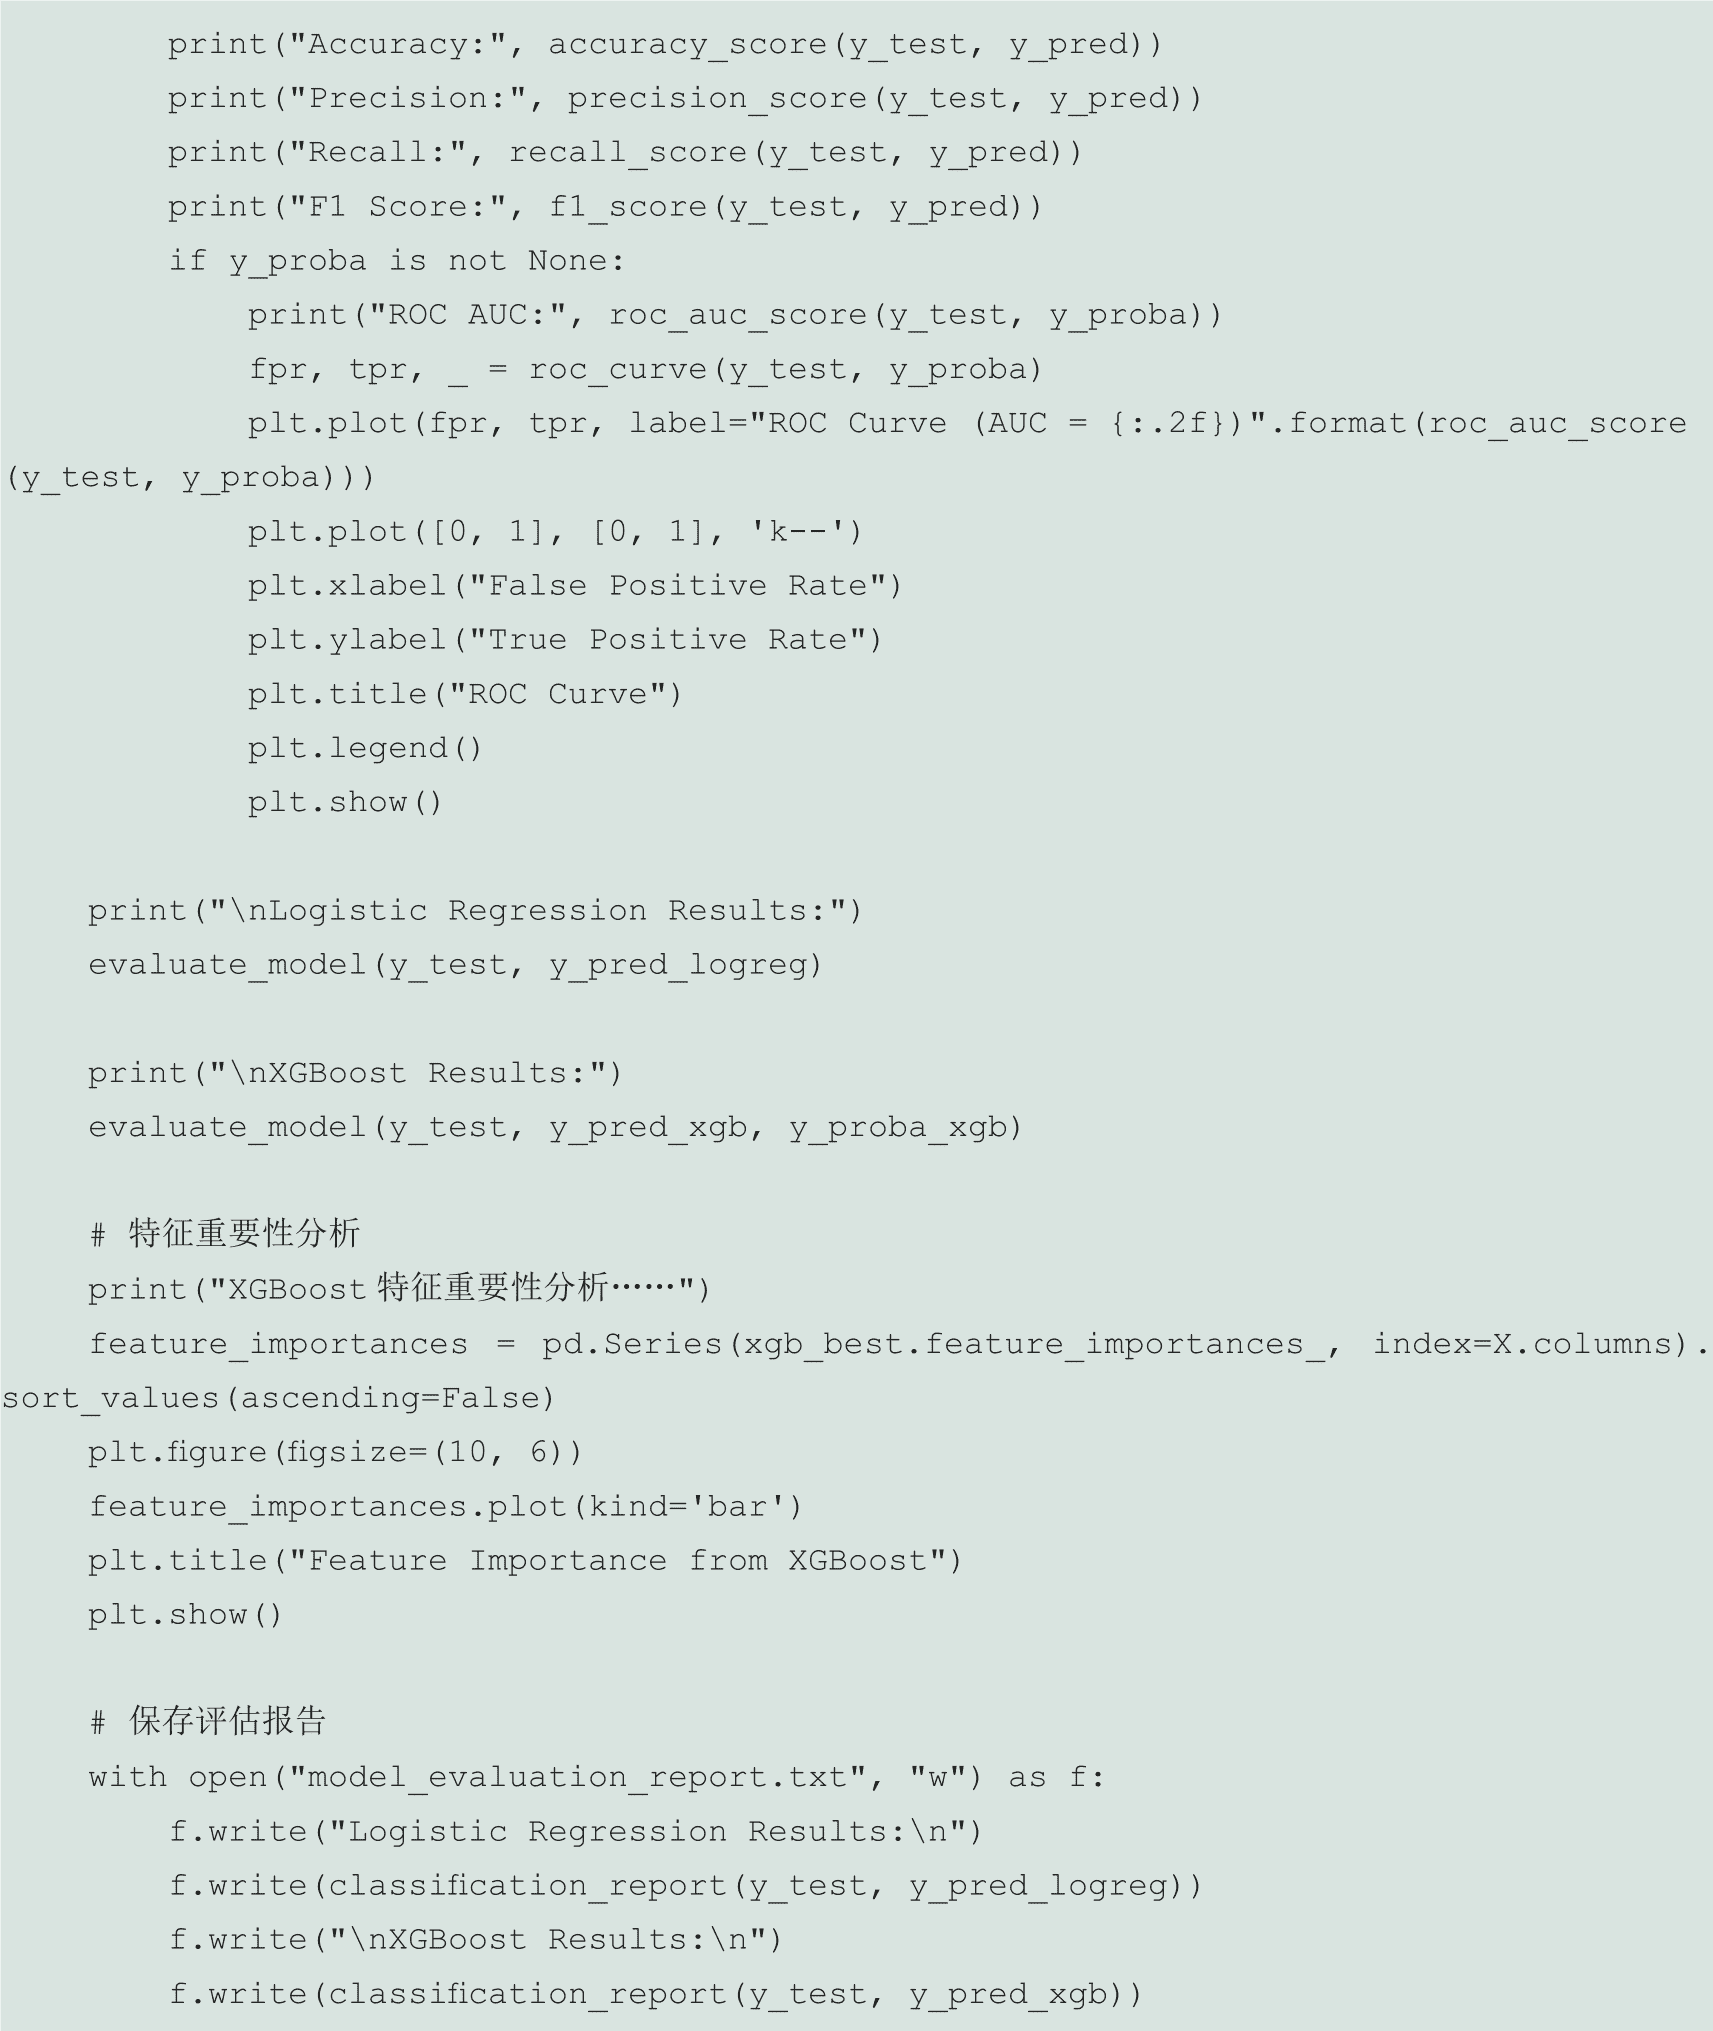 print("Accuracy:", accuracy_score(y_test, y_pred))
print("Precision:", precision_score(y_test, y_pred))
print("Recall:", recall_score(y_test, y_pred))
print("F1 Score:", f1_score(y_test, y_pred))
if y_proba is not None:
print("ROC AUC:", roc_auc_score(y_test, y_proba))
fpr, tpr, _ = roc_curve(y_test, y_proba)
plt.plot(fpr, tpr, label="ROC Curve (AUC = {:.2f})".format(roc_auc_score
(y_test, y_proba)))
plt.plot([0, 1], [0, 1], 'k--')
plt.xlabel("False Positive Rate")
plt.ylabel("True Positive Rate")
plt.title("ROC Curve")
plt.legend()
plt.show()
print("\nLogistic Regression Results:")
evaluate_model(y_test, y_pred_logreg)
print("\nXGBoost Results:")
evaluate_model(y_test, y_pred_xgb, y_proba_xgb)
# 特征重要性分析
print("XGBoost特征重要性分析……")
feature_importances = pd.Series(xgb_best.feature_importances_, index=X.columns).
sort_values(ascending=False)
plt.figure(figsize=(10, 6))
feature_importances.plot(kind='bar')
plt.title("Feature Importance from XGBoost")
plt.show()
# 保存评估报告
with open("model_evaluation_report.txt", "w") as f:
f.write("Logistic Regression Results:\n")
f.write(classification_report(y_test, y_pred_logreg))
f.write("\nXGBoost Results:\n")
f.write(classification_report(y_test, y_pred_xgb))